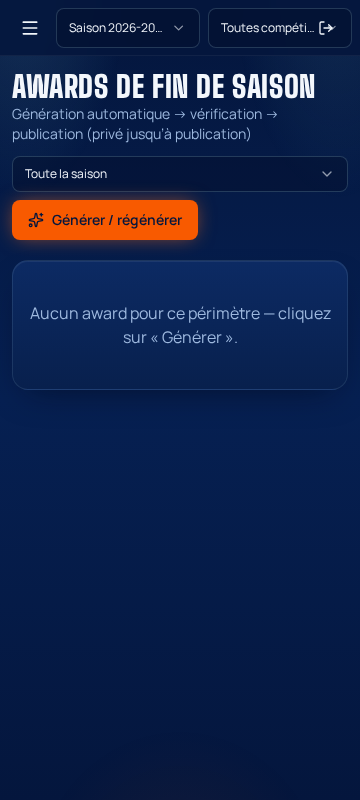 Saison 2026-20...
Toutes compéti...
AWARDS DE FIN DE SAISON
Génération automatique → vérification →
publication (privé jusqu'à publication)
Toute la saison
Générer / régénérer
Aucun award pour ce périmètre — cliquez
sur « Générer ».